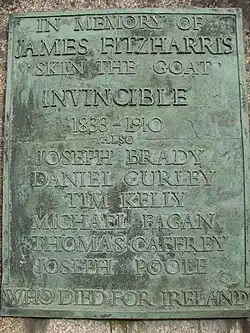 IN MEMORY OF
JAMES FITZHARRIS
SKIN THE GOAT
INVINCIBLE
1833-1910
ALSO
JOSEPH BRADY
DANIEL CURLEY
TIM KELLY
MICHAEL FAGAN
THOMAS CAFFREY
JOSEPH POOLE
WHO DIED FOR IRELAND